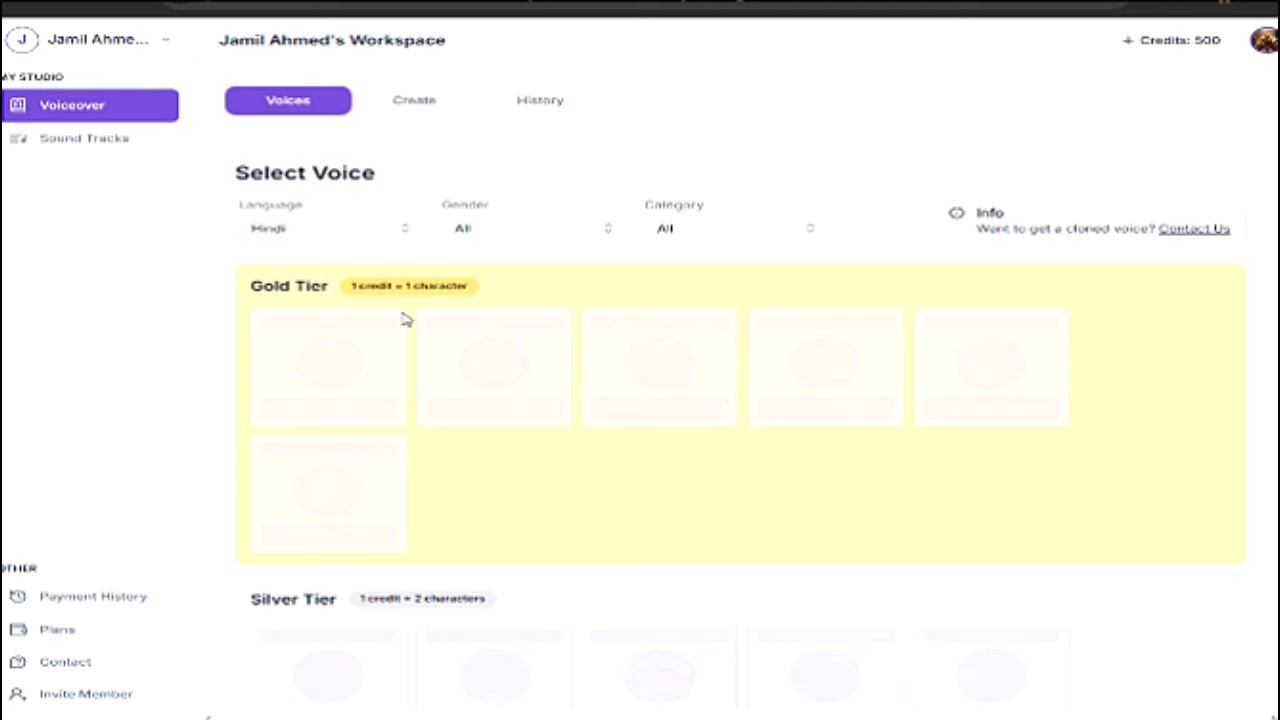 J Jamil Ahme...
Jamil Ahmed's Workspace
+ Credits: 500
MY STUDIO
Voiceover
Sound Tracks
Voices
Create
History
Select Voice
Language
Gender
Category
Hindi
All
All
Info
Want to get a cloned voice? Contact Us
Gold Tier
1 credit = 1 character
Silver Tier
1 credit = 2 characters
OTHER
Payment History
Plans
Contact
Invite Member